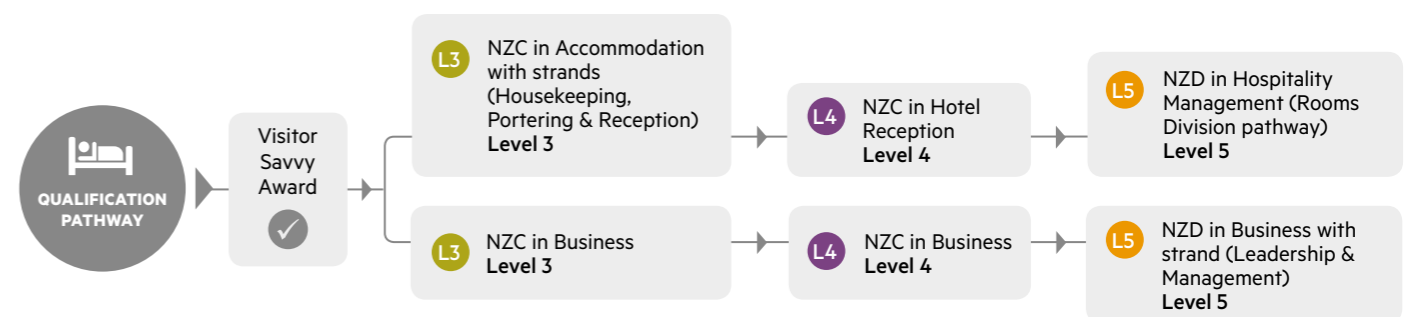 QUALIFICATION
PATHWAY
Visitor
Savvy
Award
L3
NZC in Accommodation
with strands
(Housekeeping,
Portering & Reception)
Level 3
L4
NZC in Hotel
Reception
Level 4
L5
NZD in Hospitality
Management (Rooms
Division pathway)
Level 5
L3
NZC in Business
Level 3
L4
NZC in Business
Level 4
L5
NZD in Business with
strand (Leadership &
Management)
Level 5